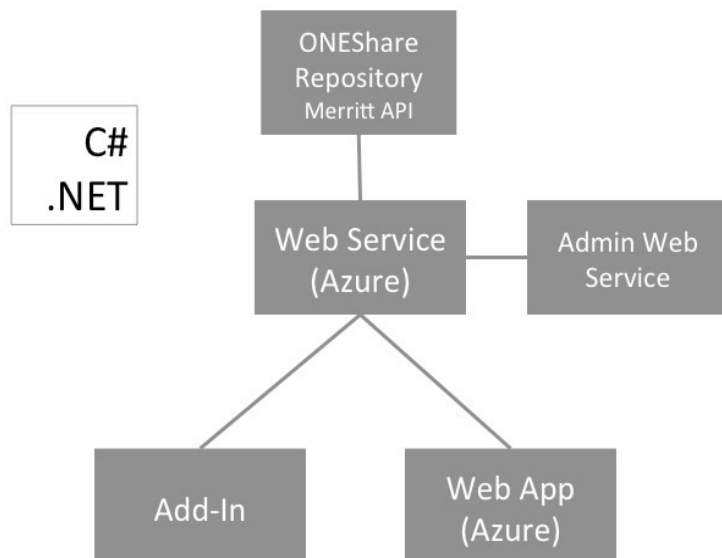 ONEShare
Repository
Merritt API
C#
.NET
Web Service
(Azure)
Admin Web
Service
Add-In
Web App
(Azure)